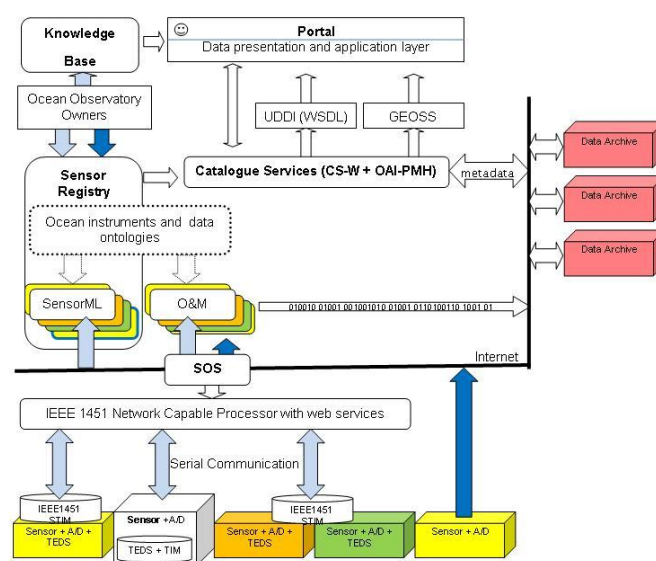 Knowledge
Base
Portal
Data presentation and application layer
Ocean Observatory
Owners
UDDI (WSDL)
GEOSS
Sensor
Registry
Catalogue Services (CS-W + OAI-PMH)
metadata
Data Archive
Data Archive
Data Archive
Ocean instruments and data
ontologies
SensorML
O&M
010010 01001 001001010 01001 0110100110 1001 01
Internet
SOS
IEEE 1451 Network Capable Processor with web services
Serial Communication
IEEE1451
STIM
Sensor + A/D +
TEDS
Sensor +A/D
TEDS + TIM
IEEE1451
STIM
Sensor + A/D +
TEDS
Sensor + A/D +
TEDS
Sensor + A/D